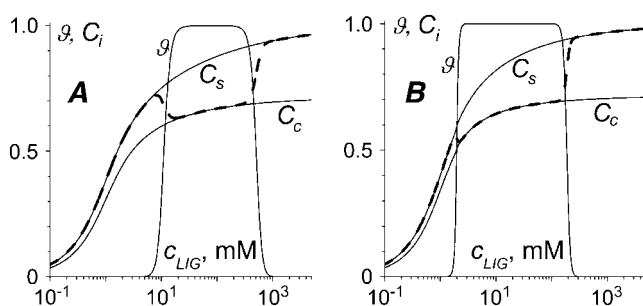 ϑ, C_i
1.0
0.5
0
A
ϑ
C_s
C_c
c_LIG, mM
10^-1 10^1 10^3
ϑ, C_i
1.0
0.5
0
B
ϑ
C_s
C_c
c_LIG, mM
10^-1 10^1 10^3